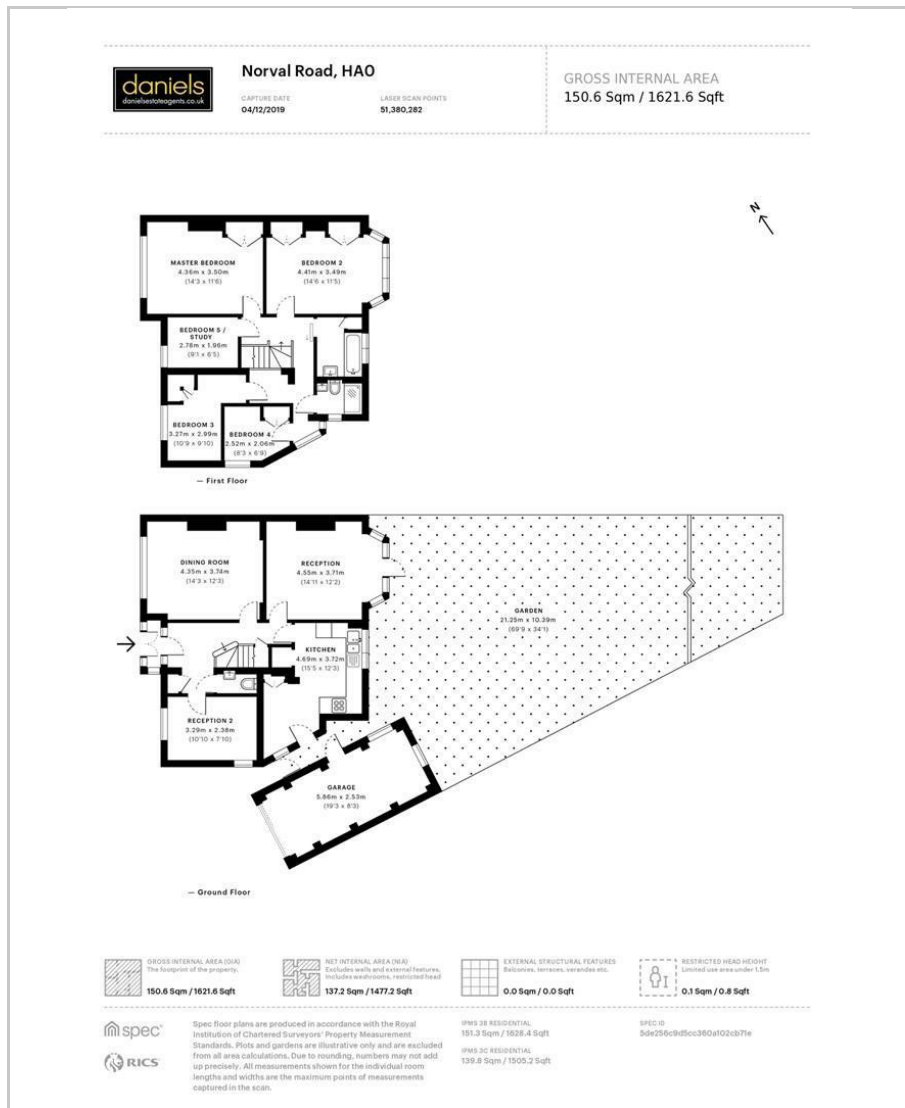 daniels
danielsestateagents.co.uk
Norval Road, HA0
CAPTURE DATE
04/12/2019
LASER SCAN POINTS
51,380,282
GROSS INTERNAL AREA
150.6 Sqm / 1621.6 Sqft
N
MASTER BEDROOM
4.36m x 3.50m
(14'3 x 11'6)
BEDROOM 2
4.41m x 3.49m
(14'6 x 11'5)
BEDROOM 5 /
STUDY
2.78m x 1.96m
(9'1 x 6'5)
BEDROOM 3
3.27m x 2.99m
(10'9 x 9'10)
BEDROOM 4
2.52m x 2.06m
(8'3 x 6'9)
— First Floor
DINING ROOM
4.35m x 3.74m
(14'3 x 12'3)
RECEPTION
4.55m x 3.71m
(14'11 x 12'2)
GARDEN
21.25m x 10.39m
(69'9 x 34'1)
KITCHEN
4.69m x 3.72m
(15'5 x 12'3)
RECEPTION 2
3.29m x 2.38m
(10'10 x 7'10)
GARAGE
5.86m x 2.53m
(19'3 x 8'3)
— Ground Floor
GROSS INTERNAL AREA (GIA)
The footprint of the property.
150.6 Sqm / 1621.6 Sqft
NET INTERNAL AREA (NIA)
Excludes walls and external features.
Includes washrooms, restricted head
137.2 Sqm / 1477.2 Sqft
EXTERNAL STRUCTURAL FEATURES
Balconies, terraces, verandas etc.
0.0 Sqm / 0.0 Sqft
RESTRICTED HEAD HEIGHT
Limited use area under 1.5m
0.1 Sqm / 0.8 Sqft
spec
RICS
Spec floor plans are produced in accordance with the Royal
Institution of Chartered Surveyors' Property Measurement
Standards. Plots and gardens are illustrative only and are excluded
from all area calculations. Due to rounding, numbers may not add
up precisely. All measurements shown for the individual room
lengths and widths are the maximum points of measurements
captured in the scan.
IPMS 3B RESIDENTIAL
151.3 Sqm / 1628.4 Sqft
IPMS 3C RESIDENTIAL
139.8 Sqm / 1505.2 Sqft
SPEC ID
5de256c9d5cc360a102cb71e